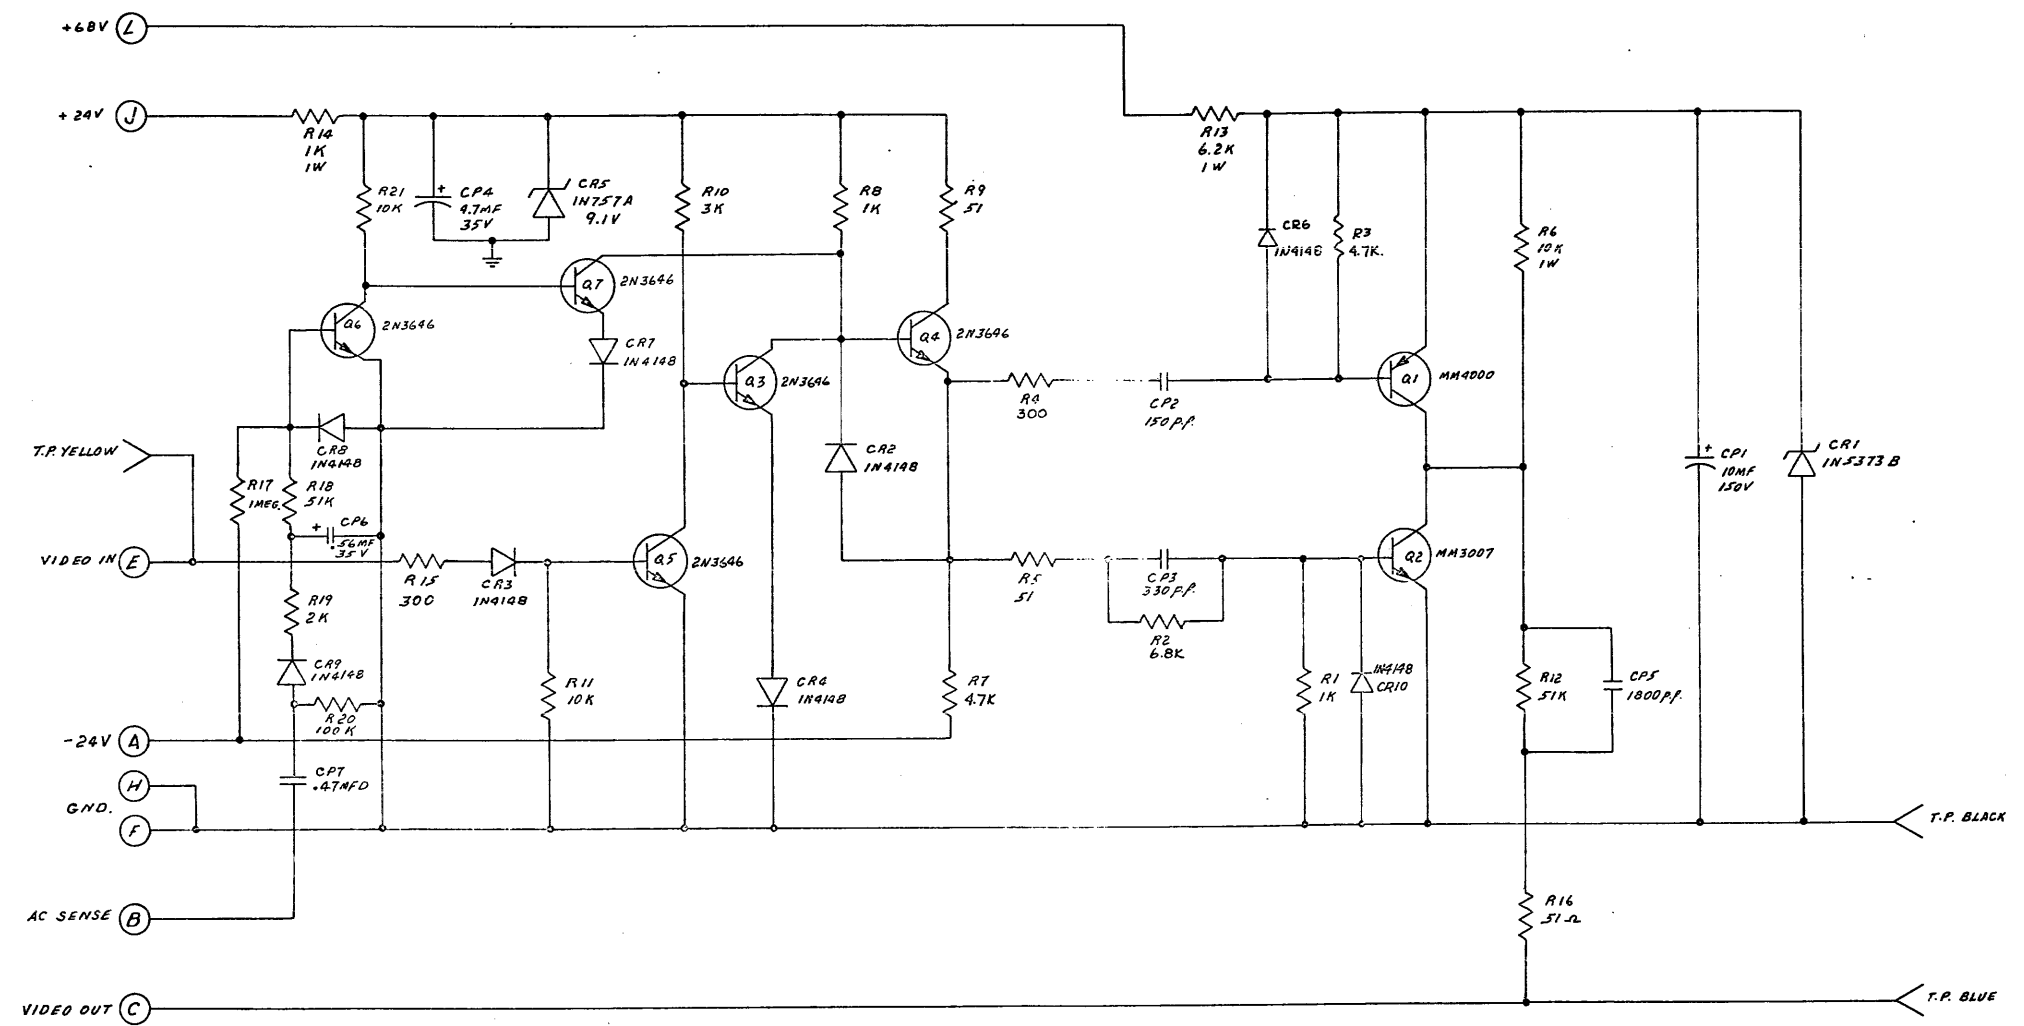 +68V L
+24V J
R14
1K
1W
R13
6.2K
1W
R21
10K
CP4
4.7MF
35V
CR5
1N757A
9.1V
R10
3K
R8
1K
R9
51
CR6
1N4148
R3
4.7K.
R6
10K
1W
Q6
2N3646
Q7
2N3646
CR7
1N4148
Q3
2N3646
Q4
2N3646
R4
300
CP2
150 p.f.
Q1
MM4000
T.P. YELLOW
CR8
1N4148
R17
1MEG.
R18
51K
CP6
.56MF
35V
CR2
1N4148
CP1
10MF
150V
CR1
1N5373B
VIDEO IN E
R15
300
CR3
1N4148
Q5
2N3646
R5
51
CP3
330 p.f.
R2
6.8K
Q2
MM3007
R19
2K
CR9
1N4148
R20
100K
R11
10K
CR4
1N4148
R7
4.7K
R1
1K
1N4148
CR10
R12
51K
CP5
1800 p.f.
-24V A
CP7
.47MFD
H
GND.
F
T.P. BLACK
AC SENSE B
R16
51Ω
VIDEO OUT C
T.P. BLUE